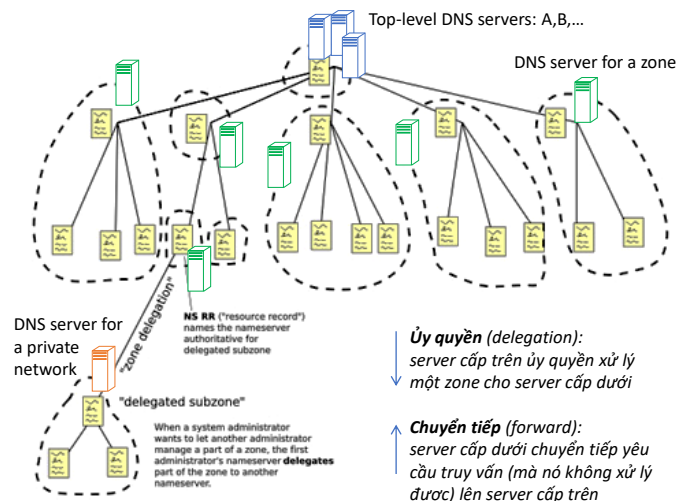 Top-level DNS servers: A,B,...
DNS server for a zone
NS RR ("resource record")
names the nameserver
authoritative for
delegated subzone
"zone delegation"
DNS server for
a private
network
"delegated subzone"
When a system administrator
wants to let another administrator
manage a part of a zone, the first
administrator's nameserver delegates
part of the zone to another
nameserver.
Ủy quyền (delegation):
server cấp trên ủy quyền xử lý
một zone cho server cấp dưới
Chuyển tiếp (forward):
server cấp dưới chuyển tiếp yêu
cầu truy vấn (mà nó không xử lý
được) lên server cấp trên